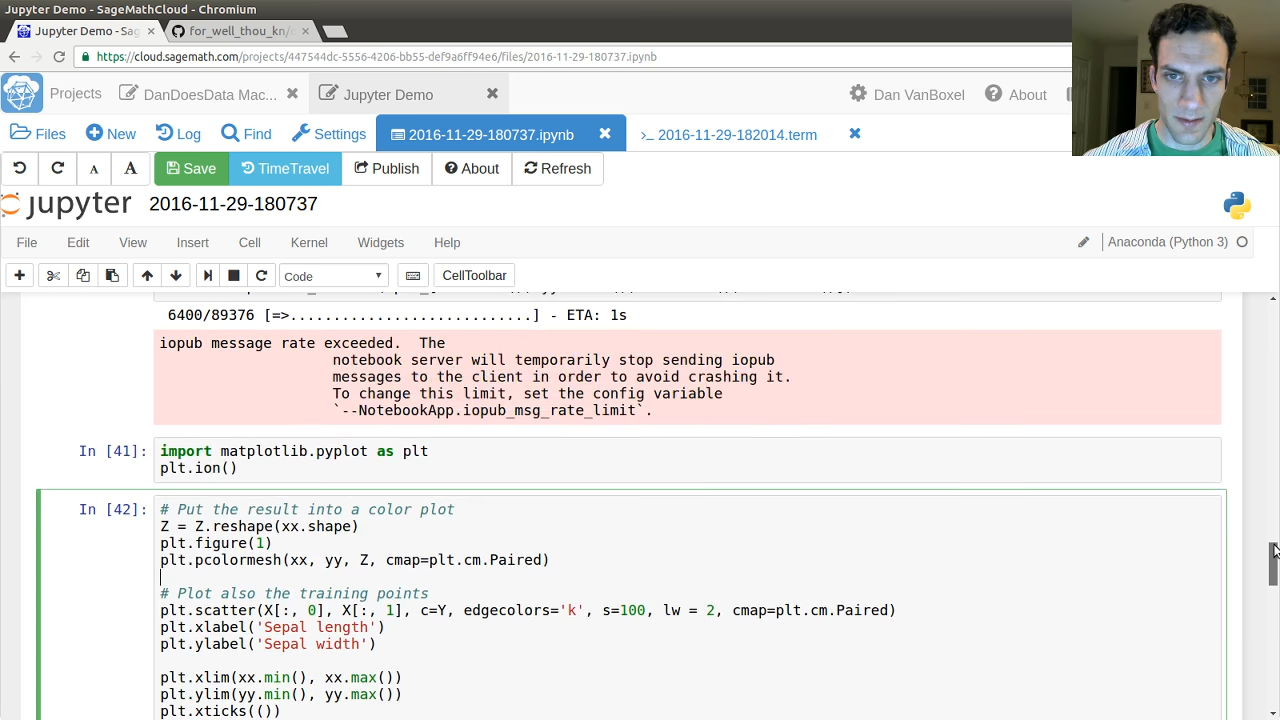 Jupyter Demo - SageMathCloud - Chromium
Jupyter Demo - Sag
for_well_thou_kn/
https://cloud.sagemath.com/projects/447544dc-5556-4206-bb55-def9a6ff94e6/files/2016-11-29-180737.ipynb
Projects DanDoesData Mac... Jupyter Demo Dan VanBoxel About
Files New Log Find Settings 2016-11-29-180737.ipynb >_ 2016-11-29-182014.term
A A Save TimeTravel Publish About Refresh
jupyter 2016-11-29-180737
File Edit View Insert Cell Kernel Widgets Help Anaconda (Python 3)
Code CellToolbar
6400/89376 [=>............................] - ETA: 1s
iopub message rate exceeded. The
notebook server will temporarily stop sending iopub
messages to the client in order to avoid crashing it.
To change this limit, set the config variable
`--NotebookApp.iopub_msg_rate_limit`.
In [41]: import matplotlib.pyplot as plt
plt.ion()
In [42]: # Put the result into a color plot
Z = Z.reshape(xx.shape)
plt.figure(1)
plt.pcolormesh(xx, yy, Z, cmap=plt.cm.Paired)
# Plot also the training points
plt.scatter(X[:, 0], X[:, 1], c=Y, edgecolors='k', s=100, lw = 2, cmap=plt.cm.Paired)
plt.xlabel('Sepal length')
plt.ylabel('Sepal width')
plt.xlim(xx.min(), xx.max())
plt.ylim(yy.min(), yy.max())
plt.xticks(())